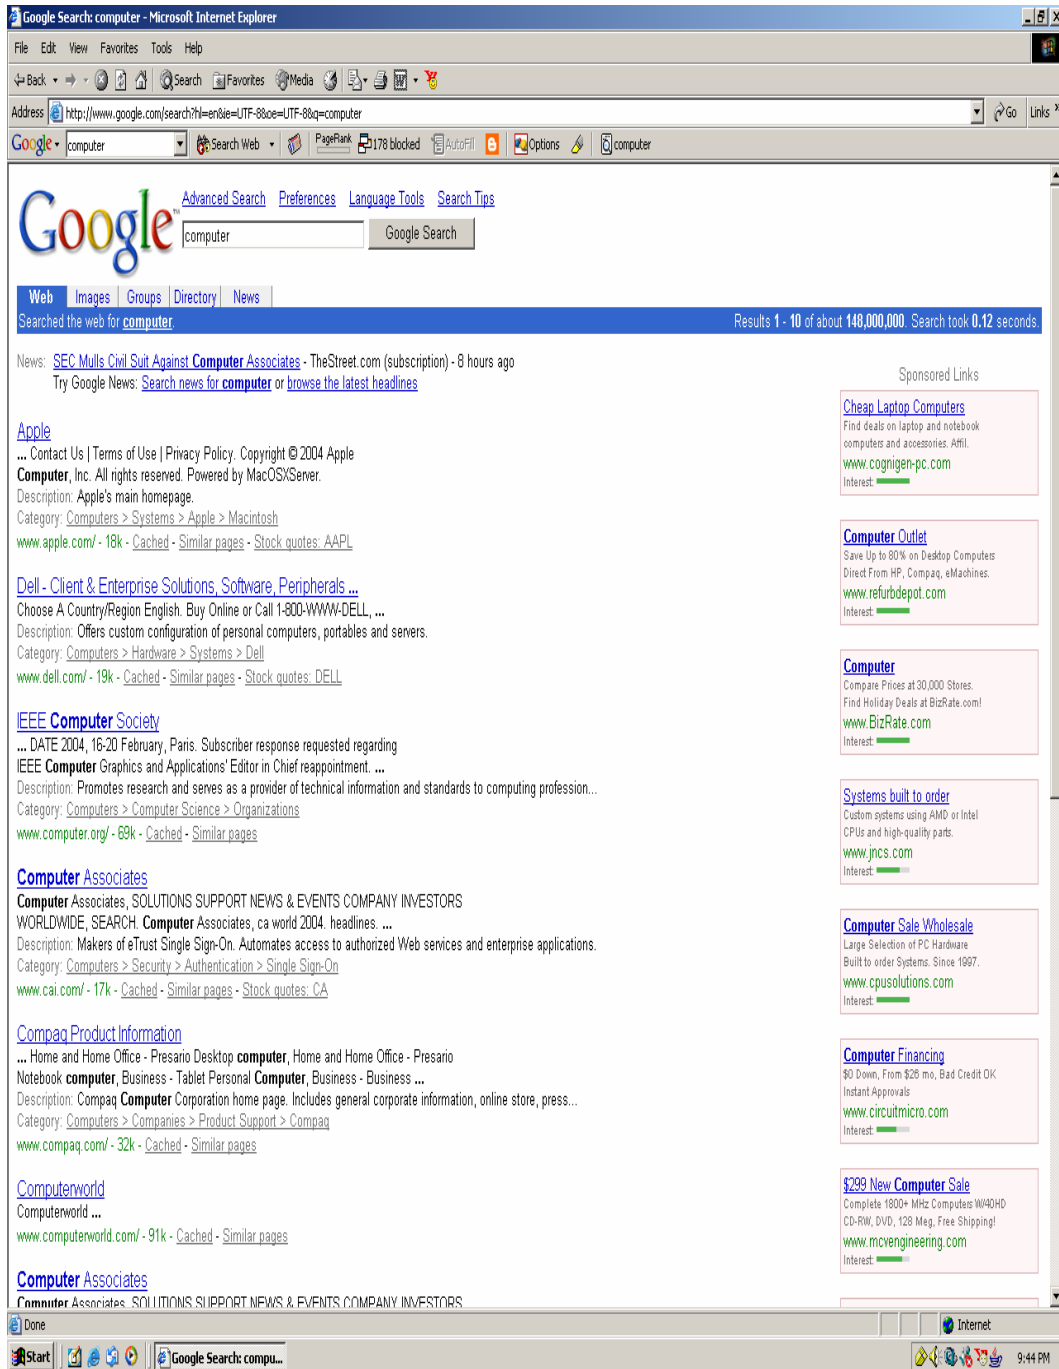 Google Search: computer - Microsoft Internet Explorer
File Edit View Favorites Tools Help
Back Search Favorites Media
Address http://www.google.com/search?hl=en&ie=UTF-8&oe=UTF-8&q=computer Go Links
Google computer Search Web PageRank 178 blocked AutoFill Options computer
Advanced Search Preferences Language Tools Search Tips
Google™ computer Google Search
Web Images Groups Directory News
Searched the web for computer. Results 1 - 10 of about 148,000,000. Search took 0.12 seconds.
News: SEC Mulls Civil Suit Against Computer Associates - TheStreet.com (subscription) - 8 hours ago
Try Google News: Search news for computer or browse the latest headlines
Apple
... Contact Us | Terms of Use | Privacy Policy. Copyright © 2004 Apple
Computer, Inc. All rights reserved. Powered by MacOSXServer.
Description: Apple's main homepage.
Category: Computers > Systems > Apple > Macintosh
www.apple.com/ - 18k - Cached - Similar pages - Stock quotes: AAPL
Dell - Client & Enterprise Solutions, Software, Peripherals ...
Choose A Country/Region English. Buy Online or Call 1-800-WWW-DELL, ...
Description: Offers custom configuration of personal computers, portables and servers.
Category: Computers > Hardware > Systems > Dell
www.dell.com/ - 19k - Cached - Similar pages - Stock quotes: DELL
IEEE Computer Society
... DATE 2004, 16-20 February, Paris. Subscriber response requested regarding
IEEE Computer Graphics and Applications' Editor in Chief reappointment. ...
Description: Promotes research and serves as a provider of technical information and standards to computing profession...
Category: Computers > Computer Science > Organizations
www.computer.org/ - 69k - Cached - Similar pages
Computer Associates
Computer Associates, SOLUTIONS SUPPORT NEWS & EVENTS COMPANY INVESTORS
WORLDWIDE, SEARCH. Computer Associates, ca world 2004. headlines. ...
Description: Makers of eTrust Single Sign-On. Automates access to authorized Web services and enterprise applications.
Category: Computers > Security > Authentication > Single Sign-On
www.cai.com/ - 17k - Cached - Similar pages - Stock quotes: CA
Compaq Product Information
... Home and Home Office - Presario Desktop computer, Home and Home Office - Presario
Notebook computer, Business - Tablet Personal Computer, Business - Business ...
Description: Compaq Computer Corporation home page. Includes general corporate information, online store, press...
Category: Computers > Companies > Product Support > Compaq
www.compaq.com/ - 32k - Cached - Similar pages
Computerworld
Computerworld ...
www.computerworld.com/ - 91k - Cached - Similar pages
Computer Associates
Computer Associates, SOLUTIONS SUPPORT NEWS & EVENTS COMPANY INVESTORS
Sponsored Links
Cheap Laptop Computers
Find deals on laptop and notebook
computers and accessories. Affil.
www.cognigen-pc.com
Interest:
Computer Outlet
Save Up to 80% on Desktop Computers
Direct From HP, Compaq, eMachines.
www.refurbdepot.com
Interest:
Computer
Compare Prices at 30,000 Stores.
Find Holiday Deals at BizRate.com!
www.BizRate.com
Interest:
Systems built to order
Custom systems using AMD or Intel
CPUs and high-quality parts.
www.jncs.com
Interest:
Computer Sale Wholesale
Large Selection of PC Hardware
Built to order Systems. Since 1997.
www.cpusolutions.com
Interest:
Computer Financing
$0 Down, From $26 mo, Bad Credit OK
Instant Approvals
www.circuitmicro.com
Interest:
$299 New Computer Sale
Complete 1800+ MHz Computers W/40HD
CD-RW, DVD, 128 Meg, Free Shipping!
www.mcvengineering.com
Interest:
Done Internet
Start Google Search: compu... 9:44 PM